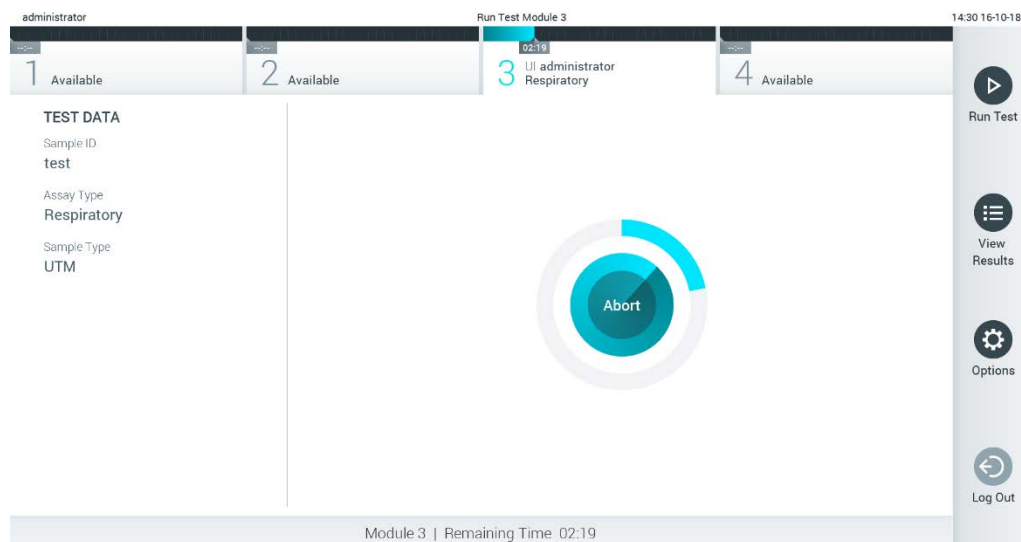 administrator
Run Test Module 3
14:30 16-10-18
--:--
--:--
02:19
--:--
1 Available
2 Available
3 UI administrator
Respiratory
4 Available
TEST DATA
Sample ID
test
Assay Type
Respiratory
Sample Type
UTM
Abort
Run Test
View
Results
Options
Log Out
Module 3 | Remaining Time 02:19